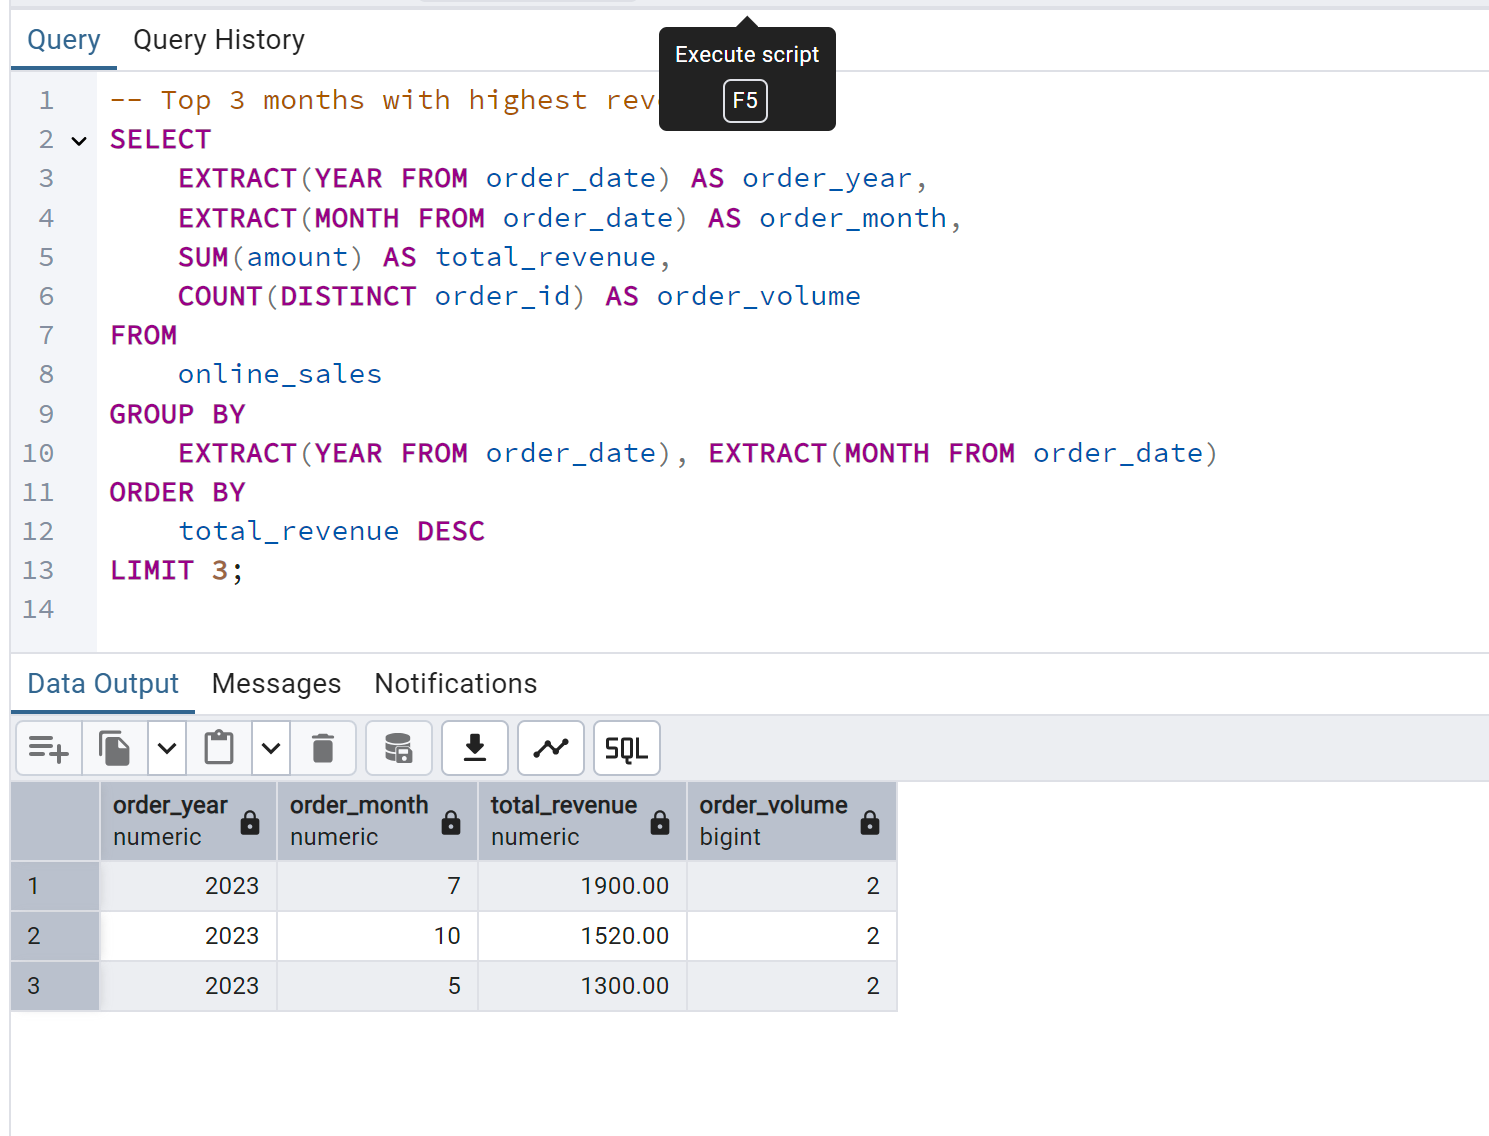 Query Query History
Execute script
F5
1 -- Top 3 months with highest
2 SELECT
3 EXTRACT(YEAR FROM order_date) AS order_year,
4 EXTRACT(MONTH FROM order_date) AS order_month,
5 SUM(amount) AS total_revenue,
6 COUNT(DISTINCT order_id) AS order_volume
7 FROM
8 online_sales
9 GROUP BY
10 EXTRACT(YEAR FROM order_date), EXTRACT(MONTH FROM order_date)
11 ORDER BY
12 total_revenue DESC
13 LIMIT 3;
14
Data Output Messages Notifications
SQL
order_year order_month total_revenue order_volume
numeric numeric numeric bigint
1 2023 7 1900.00 2
2 2023 10 1520.00 2
3 2023 5 1300.00 2